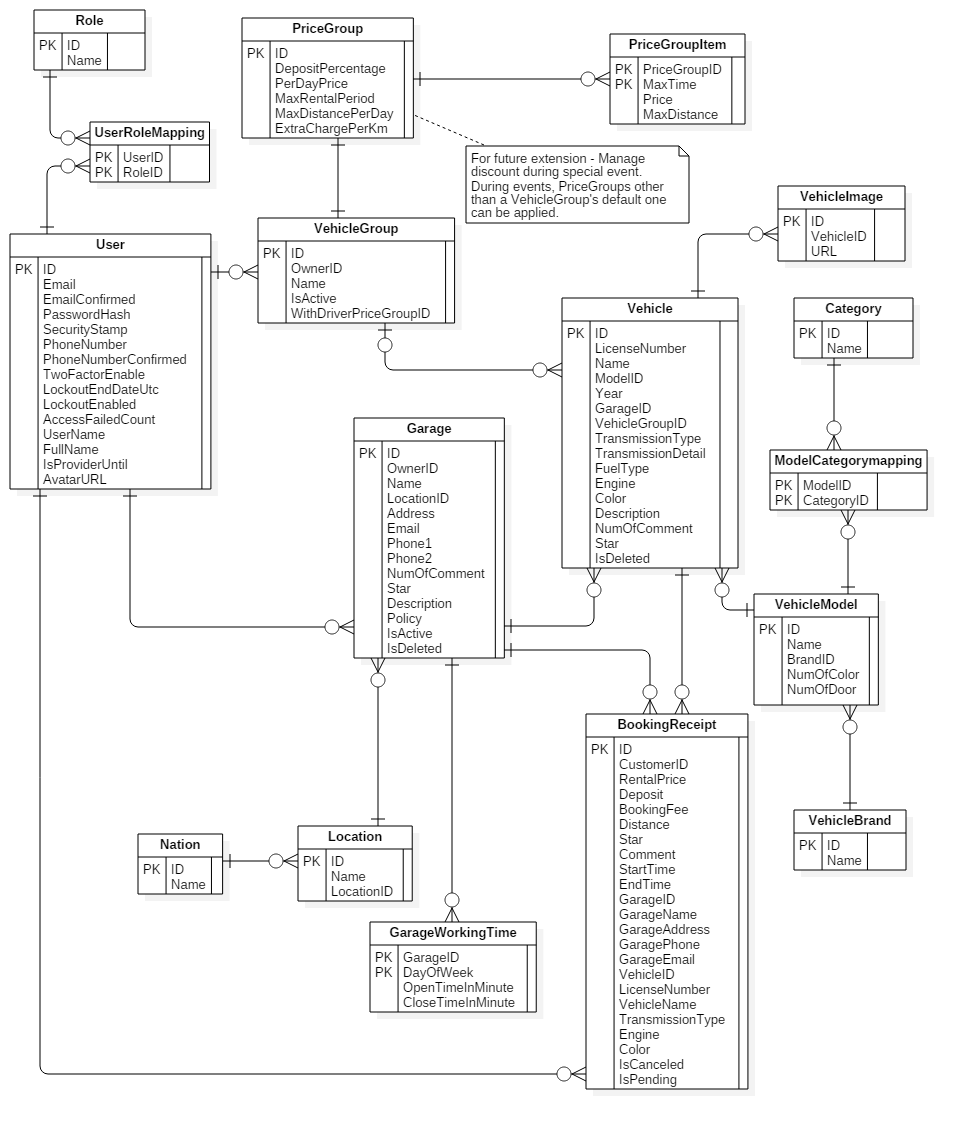 Role
PK ID
Name
PriceGroup
PK ID
DepositPercentage
PerDayPrice
MaxRentalPeriod
MaxDistancePerDay
ExtraChargePerKm
PriceGroupItem
PK PriceGroupID
PK MaxTime
Price
MaxDistance
UserRoleMapping
PK UserID
PK RoleID
For future extension - Manage
discount during special event.
During events, PriceGroups other
than a VehicleGroup's default one
can be applied.
VehicleImage
PK ID
VehicleID
URL
User
PK ID
Email
EmailConfirmed
PasswordHash
SecurityStamp
PhoneNumber
PhoneNumberConfirmed
TwoFactorEnable
LockoutEndDateUtc
LockoutEnabled
AccessFailedCount
UserName
FullName
IsProviderUntil
AvatarURL
VehicleGroup
PK ID
OwnerID
Name
IsActive
WithDriverPriceGroupID
Vehicle
PK ID
LicenseNumber
Name
ModelID
Year
GarageID
VehicleGroupID
TransmissionType
TransmissionDetail
FuelType
Engine
Color
Description
NumOfComment
Star
IsDeleted
Category
PK ID
Name
Garage
PK ID
OwnerID
Name
LocationID
Address
Email
Phone1
Phone2
NumOfComment
Star
Description
Policy
IsActive
IsDeleted
ModelCategorymapping
PK ModelID
PK CategoryID
VehicleModel
PK ID
Name
BrandID
NumOfColor
NumOfDoor
BookingReceipt
PK ID
CustomerID
RentalPrice
Deposit
BookingFee
Distance
Star
Comment
StartTime
EndTime
GarageID
GarageName
GarageAddress
GaragePhone
GarageEmail
VehicleID
LicenseNumber
VehicleName
TransmissionType
Engine
Color
IsCanceled
IsPending
VehicleBrand
PK ID
Name
Nation
PK ID
Name
Location
PK ID
Name
LocationID
GarageWorkingTime
PK GarageID
PK DayOfWeek
OpenTimeInMinute
CloseTimeInMinute